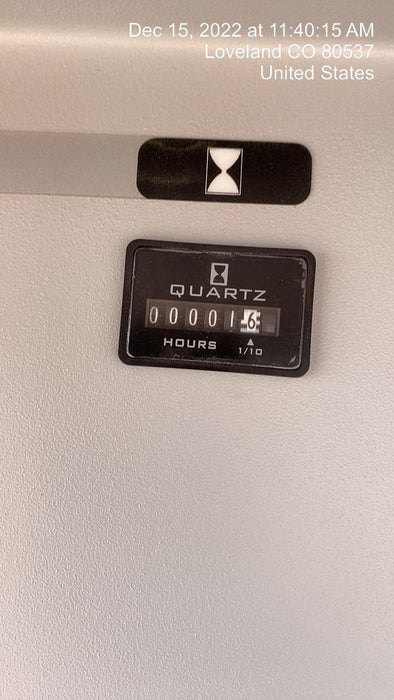 Dec 15, 2022 at 11:40:15 AM
Loveland CO 80537
United States
QUARTZ
000016
HOURS
1/10